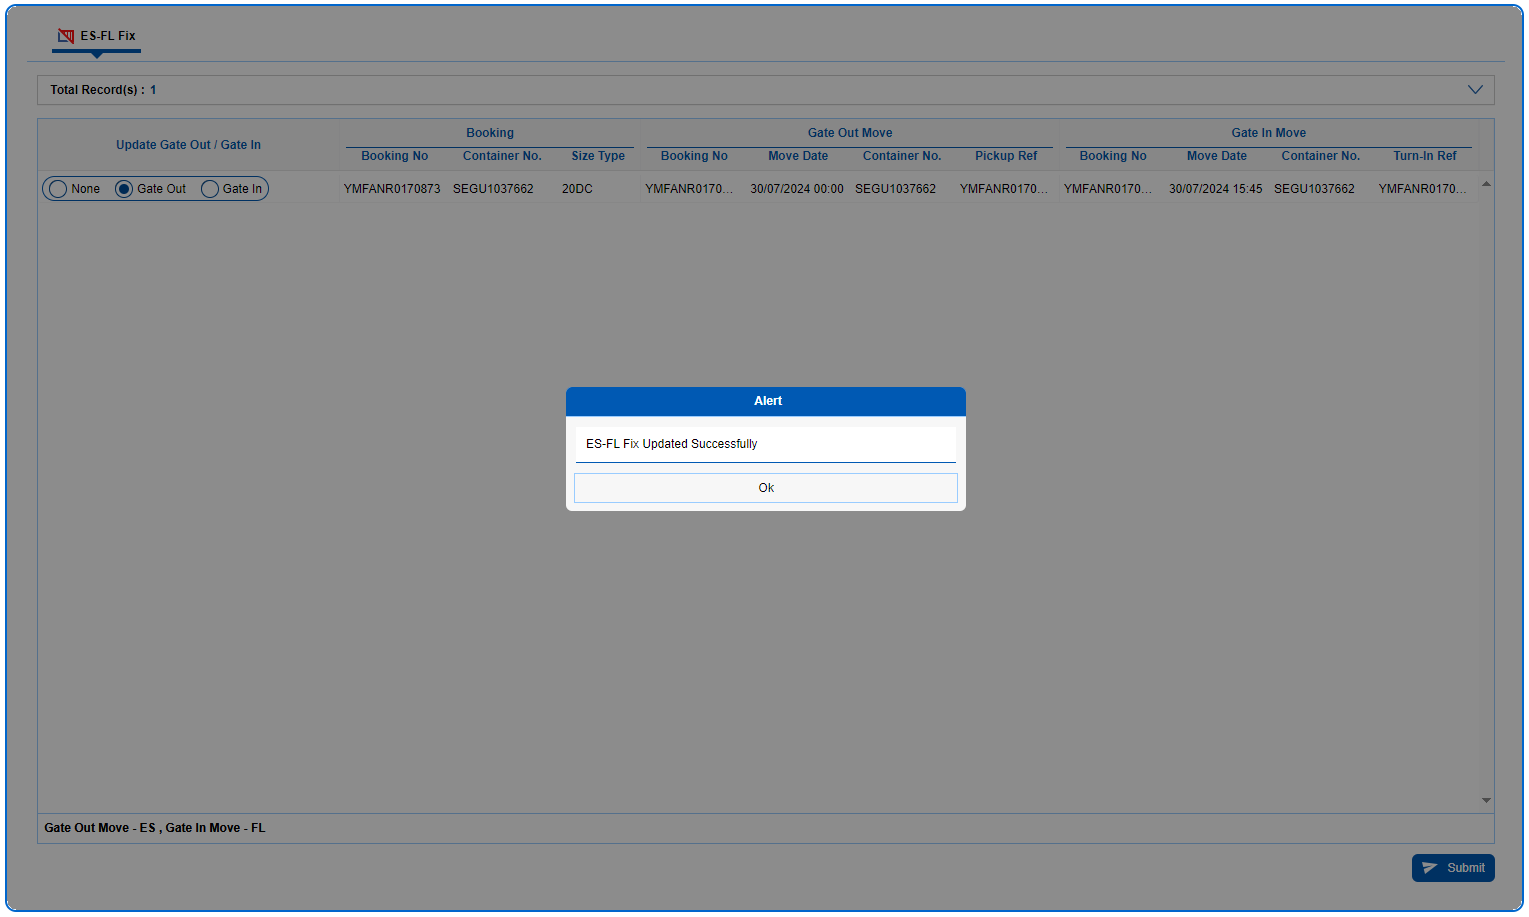 ES-FL Fix
Total Record(s) : 1
Update Gate Out / Gate In
Booking
Gate Out Move
Gate In Move
Booking No Container No. Size Type Booking No Move Date Container No. Pickup Ref Booking No Move Date Container No. Turn-In Ref
None Gate Out Gate In YMFANR0170873 SEGU1037662 20DC YMFANR0170... 30/07/2024 00:00 SEGU1037662 YMFANR0170... YMFANR0170... 30/07/2024 15:45 SEGU1037662 YMFANR0170...
Alert
ES-FL Fix Updated Successfully
Ok
Gate Out Move - ES , Gate In Move - FL
Submit